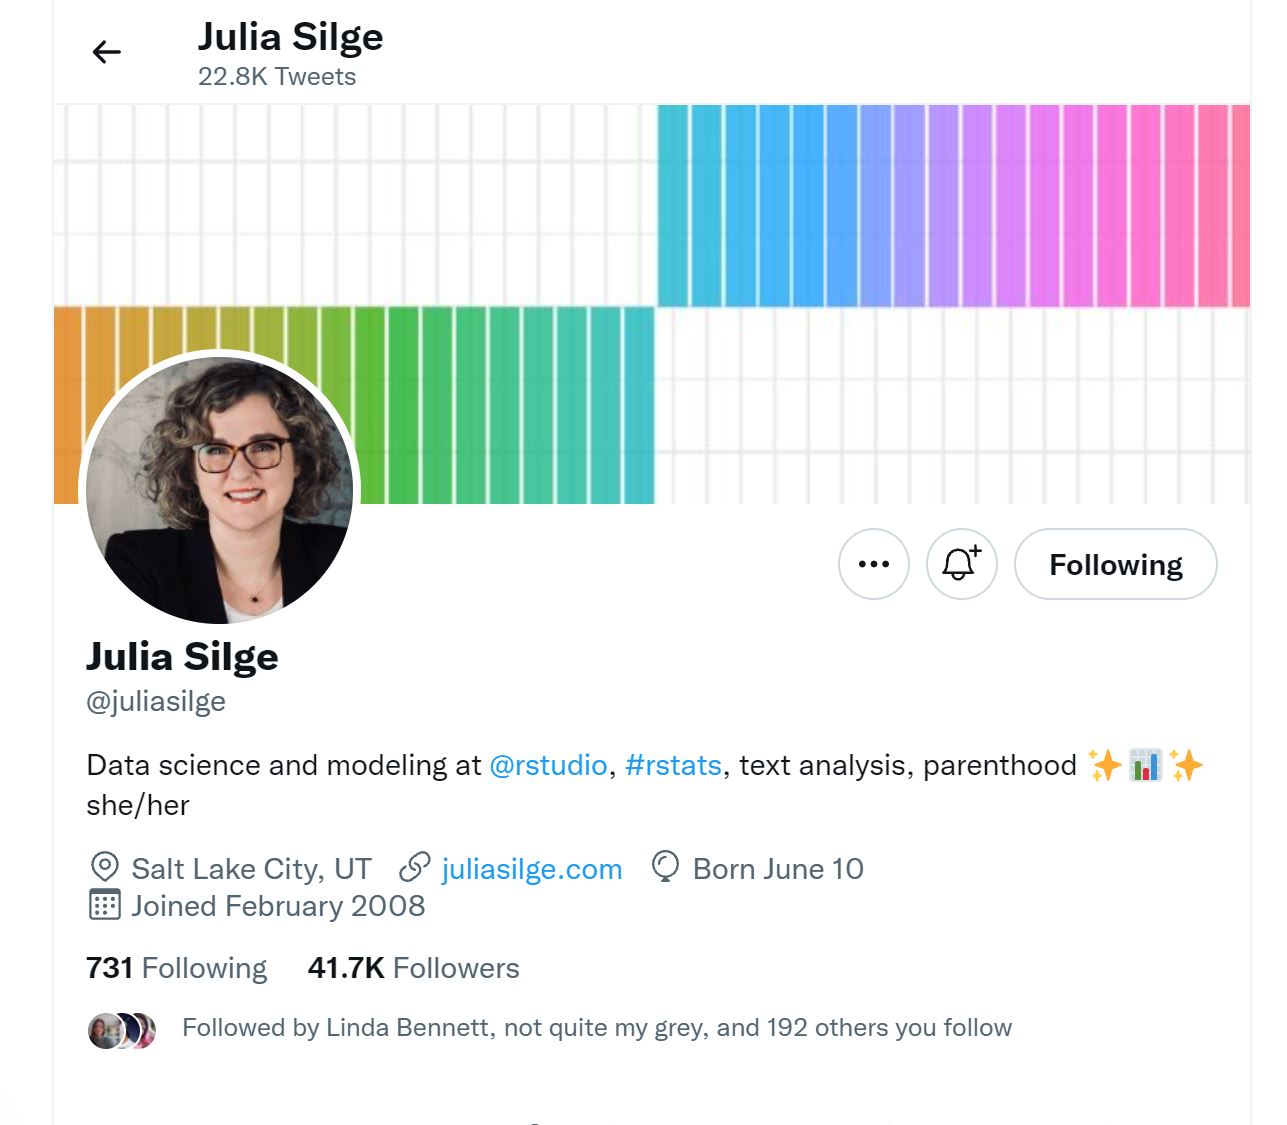 Julia Silge
22.8K Tweets
Following
Julia Silge
@juliasilge
Data science and modeling at @rstudio, #rstats, text analysis, parenthood ✨📊✨
she/her
Salt Lake City, UT juliasilge.com Born June 10
Joined February 2008
731 Following 41.7K Followers
Followed by Linda Bennett, not quite my grey, and 192 others you follow